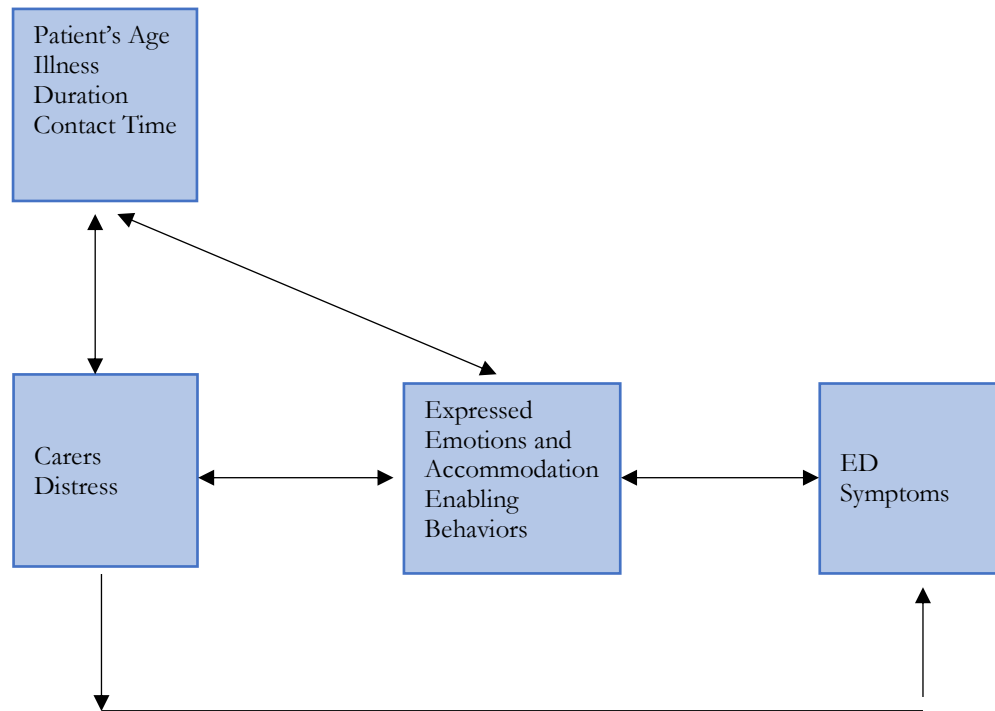 Patient’s Age
Illness
Duration
Contact Time
Carers
Distress
Expressed
Emotions and
Accommodation
Enabling
Behaviors
ED
Symptoms